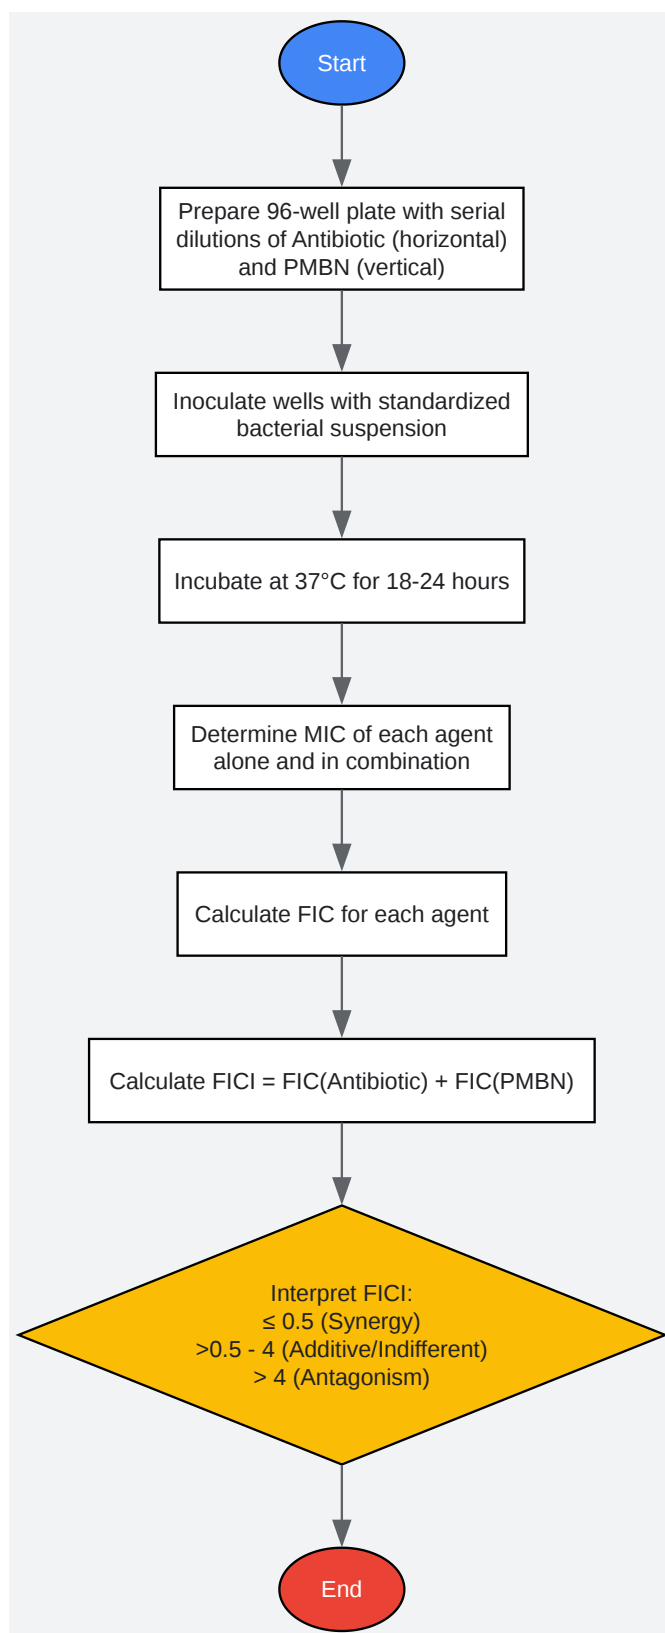 Start
Prepare 96-well plate with serial
dilutions of Antibiotic (horizontal)
and PMBN (vertical)
Inoculate wells with standardized
bacterial suspension
Incubate at 37°C for 18-24 hours
Determine MIC of each agent
alone and in combination
Calculate FIC for each agent
Calculate FICI = FIC(Antibiotic) + FIC(PMBN)
Interpret FICI:
≤ 0.5 (Synergy)
>0.5 - 4 (Additive/Indifferent)
> 4 (Antagonism)
End